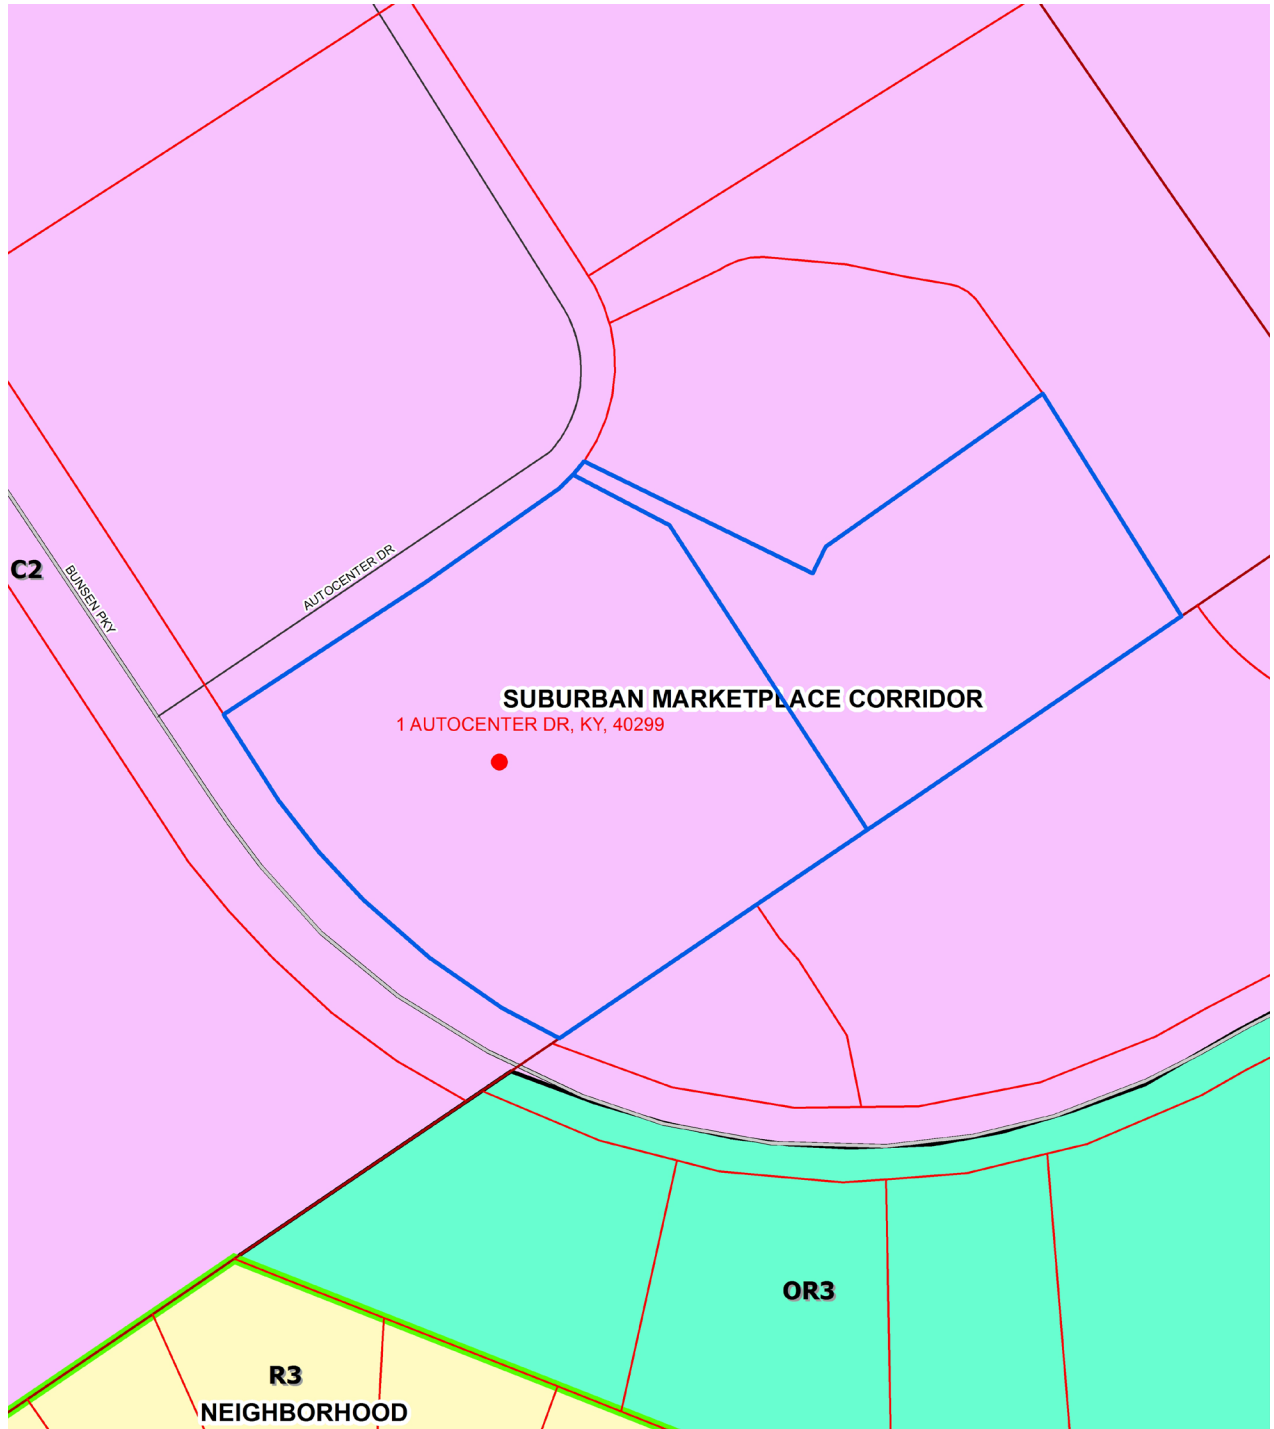 C2
BUNSEN PKY
AUTOCENTER DR
SUBURBAN MARKETPLACE CORRIDOR
1 AUTOCENTER DR, KY, 40299
OR3
R3
NEIGHBORHOOD